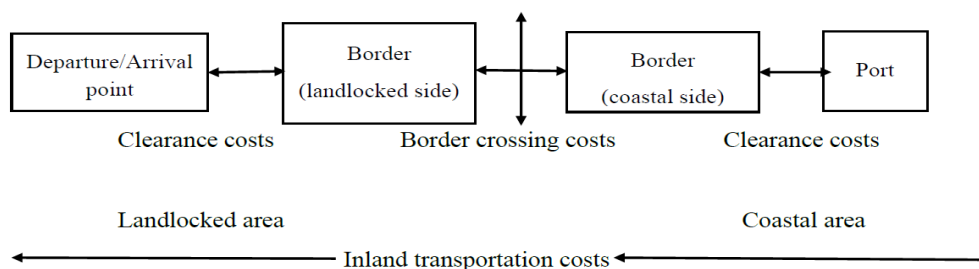 Departure/Arrival
point
Border
(landlocked side)
Border
(coastal side)
Port
Clearance costs
Border crossing costs
Clearance costs
Landlocked area
Coastal area
Inland transportation costs